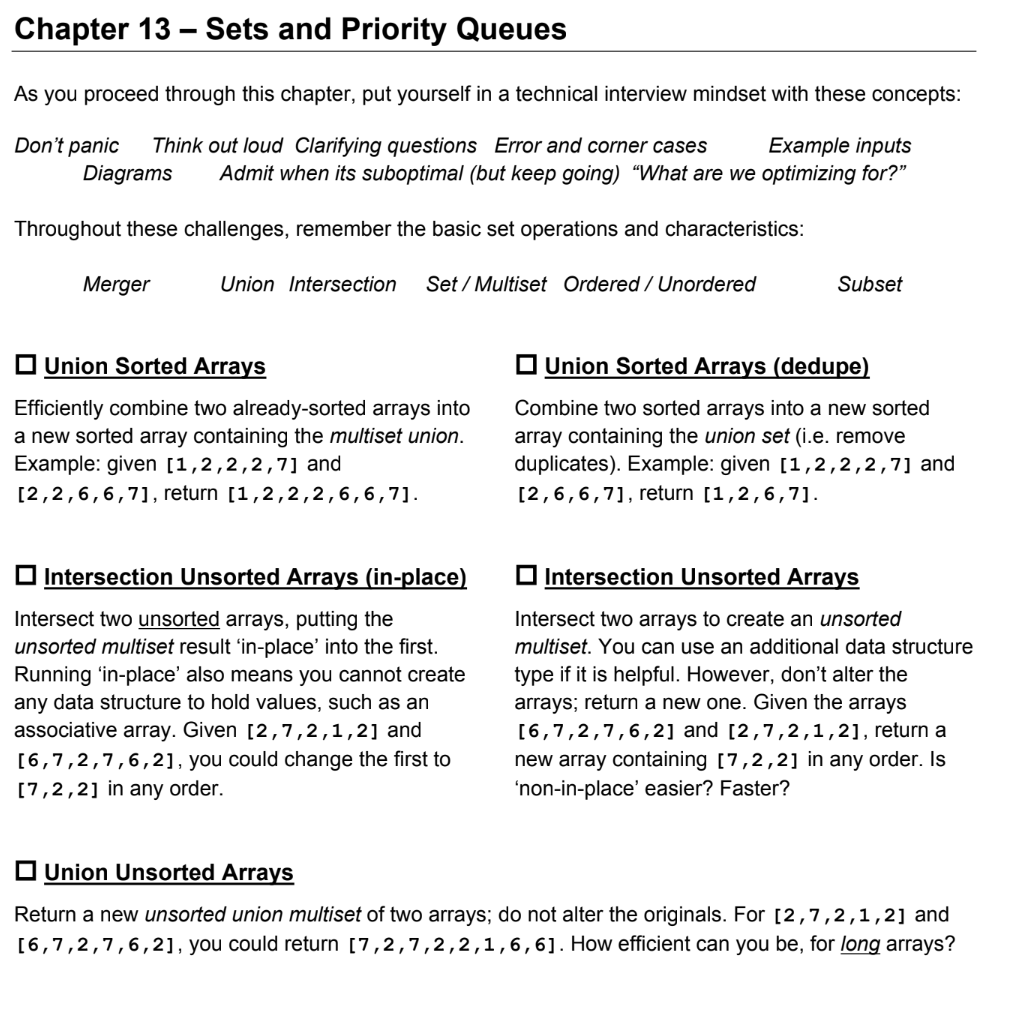 Chapter 13 – Sets and Priority Queues
As you proceed through this chapter, put yourself in a technical interview mindset with these concepts:
Don’t panic Think out loud Clarifying questions Error and corner cases Example inputs
Diagrams Admit when its suboptimal (but keep going) “What are we optimizing for?”
Throughout these challenges, remember the basic set operations and characteristics:
Merger Union Intersection Set / Multiset Ordered / Unordered Subset
☐ Union Sorted Arrays
Efficiently combine two already-sorted arrays into
a new sorted array containing the multiset union.
Example: given [1,2,2,2,7] and
[2,2,6,6,7], return [1,2,2,2,6,6,7].
☐ Union Sorted Arrays (dedupe)
Combine two sorted arrays into a new sorted
array containing the union set (i.e. remove
duplicates). Example: given [1,2,2,2,7] and
[2,6,6,7], return [1,2,6,7].
☐ Intersection Unsorted Arrays (in-place)
Intersect two unsorted arrays, putting the
unsorted multiset result ‘in-place’ into the first.
Running ‘in-place’ also means you cannot create
any data structure to hold values, such as an
associative array. Given [2,7,2,1,2] and
[6,7,2,7,6,2], you could change the first to
[7,2,2] in any order.
☐ Intersection Unsorted Arrays
Intersect two arrays to create an unsorted
multiset. You can use an additional data structure
type if it is helpful. However, don’t alter the
arrays; return a new one. Given the arrays
[6,7,2,7,6,2] and [2,7,2,1,2], return a
new array containing [7,2,2] in any order. Is
‘non-in-place’ easier? Faster?
☐ Union Unsorted Arrays
Return a new unsorted union multiset of two arrays; do not alter the originals. For [2,7,2,1,2] and
[6,7,2,7,6,2], you could return [7,2,7,2,2,1,6,6]. How efficient can you be, for long arrays?